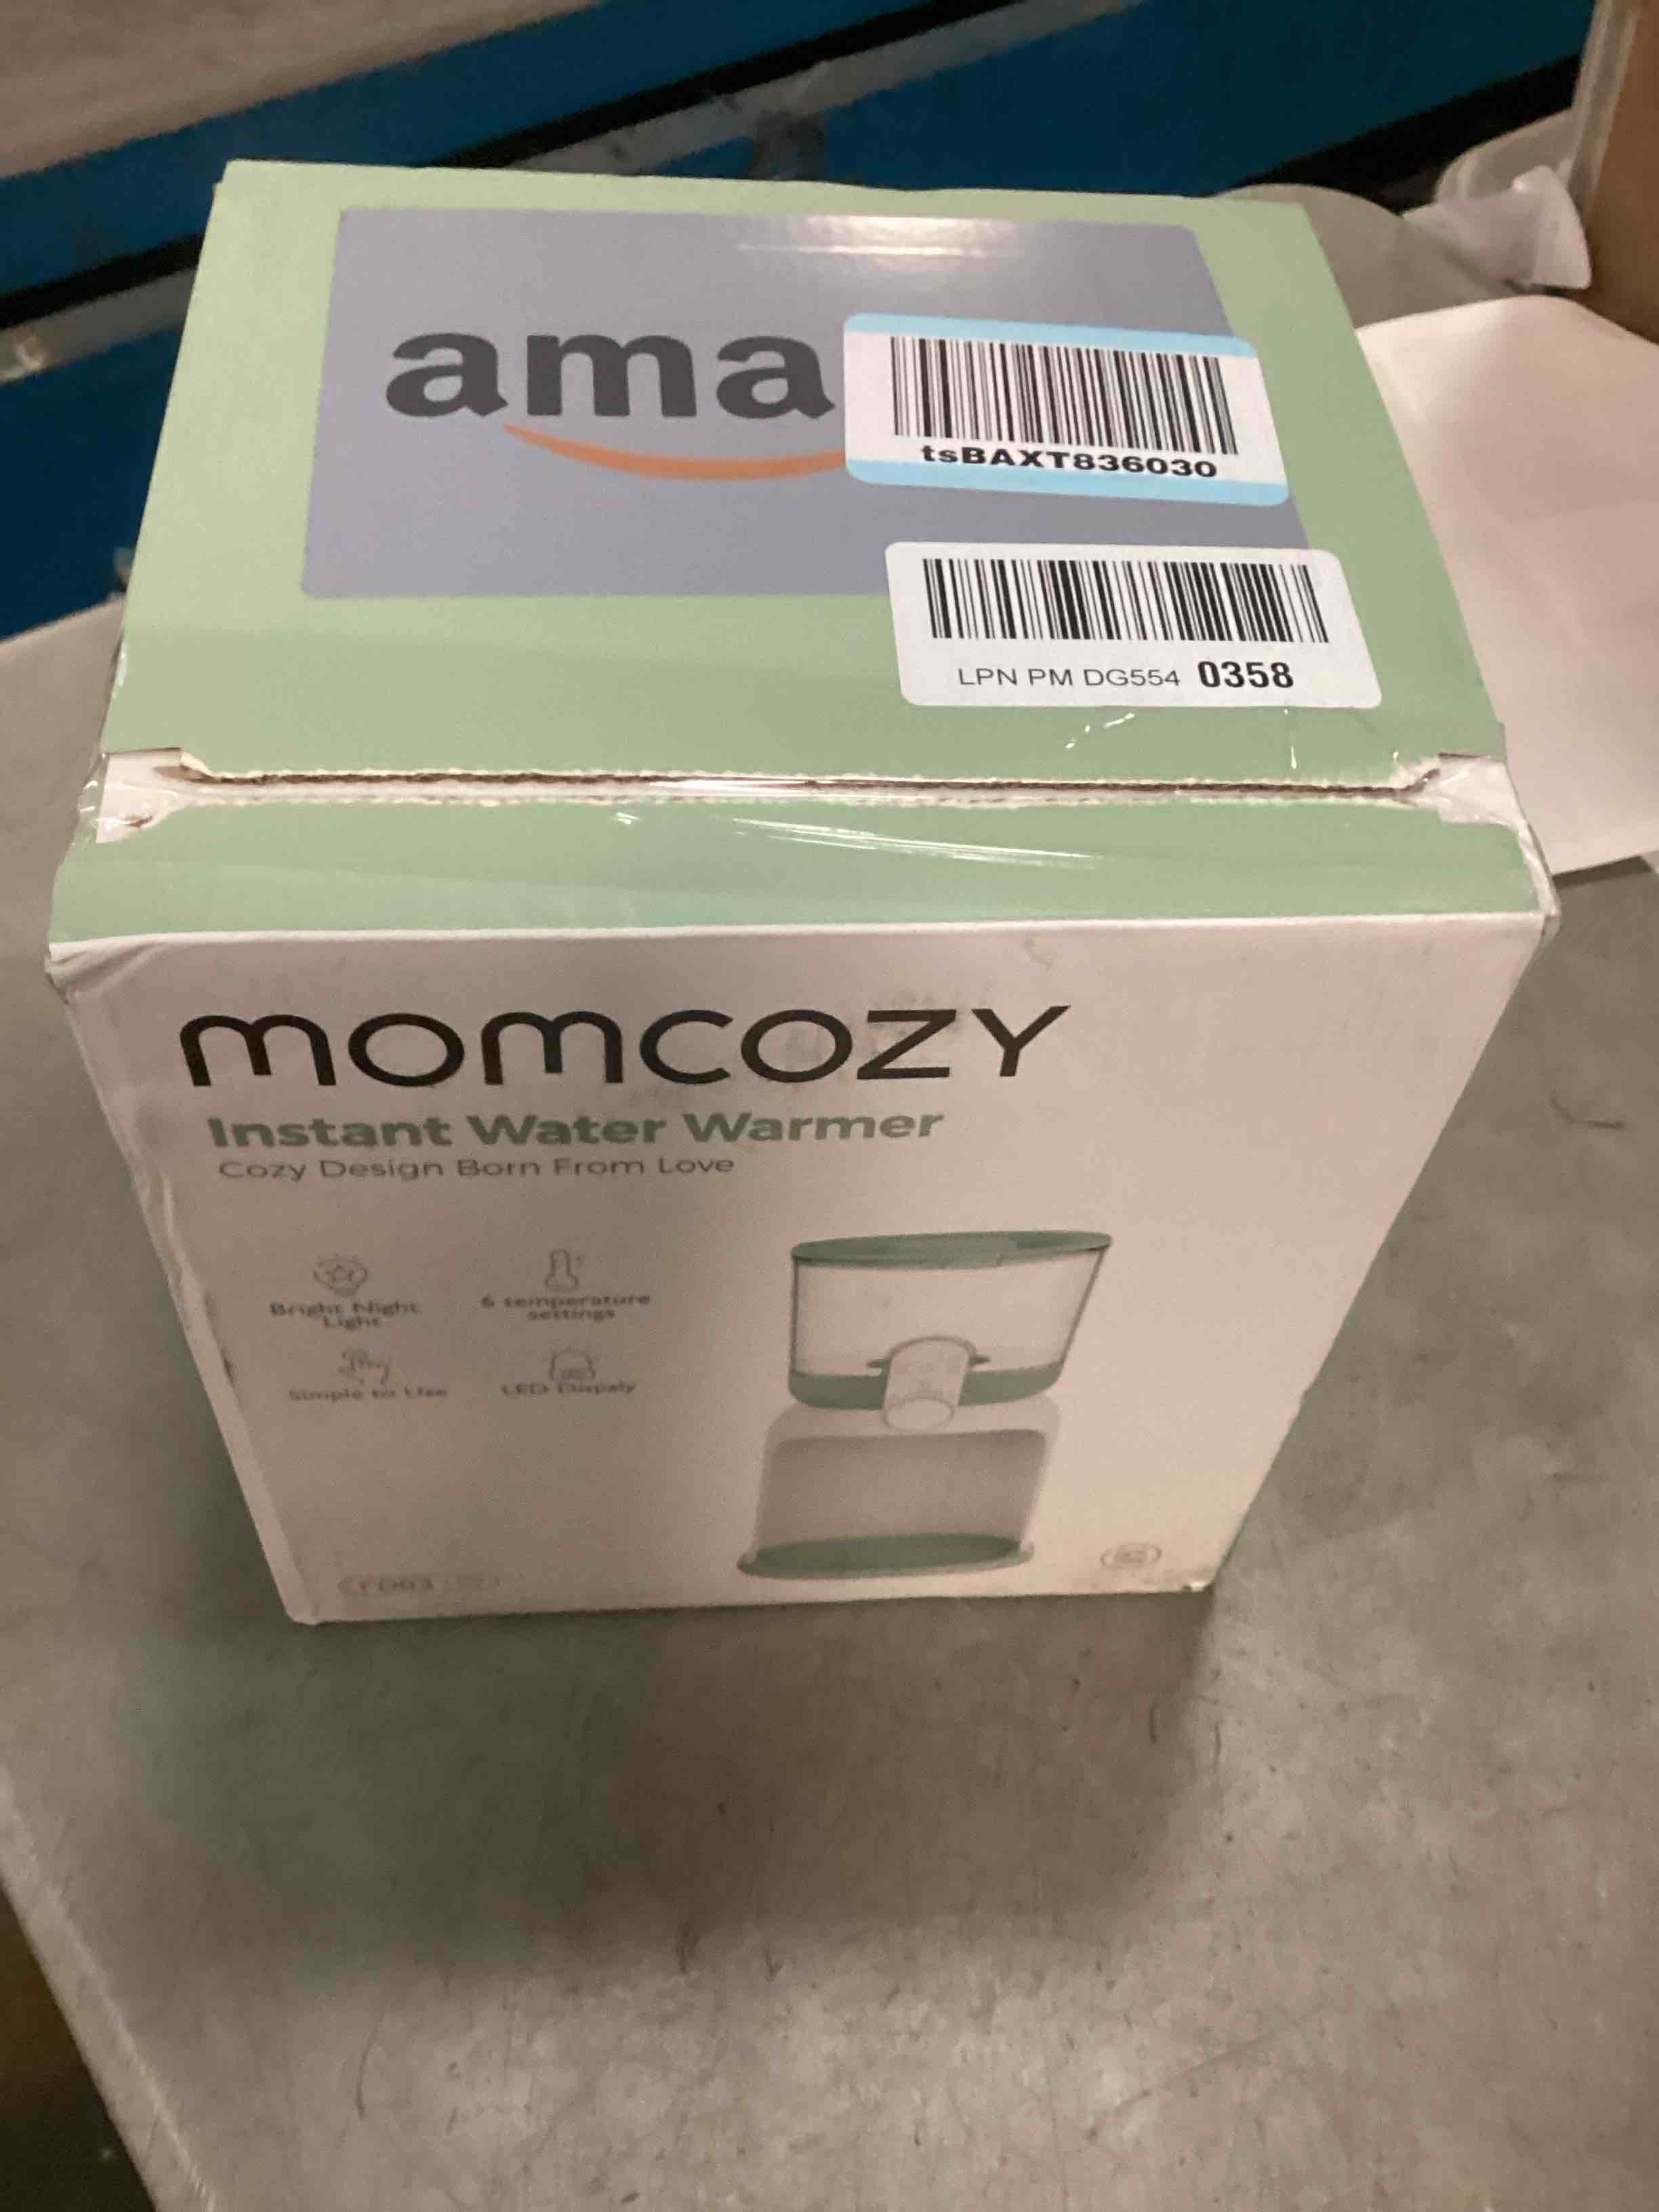 ama
tsBAXT836030
LPN PM DG554 0358
momcozy
Instant Water Warmer
Cozy Design Born From Love
Bright Night
Light
6 temperature
settings
Simple to Use
LED Dispaly